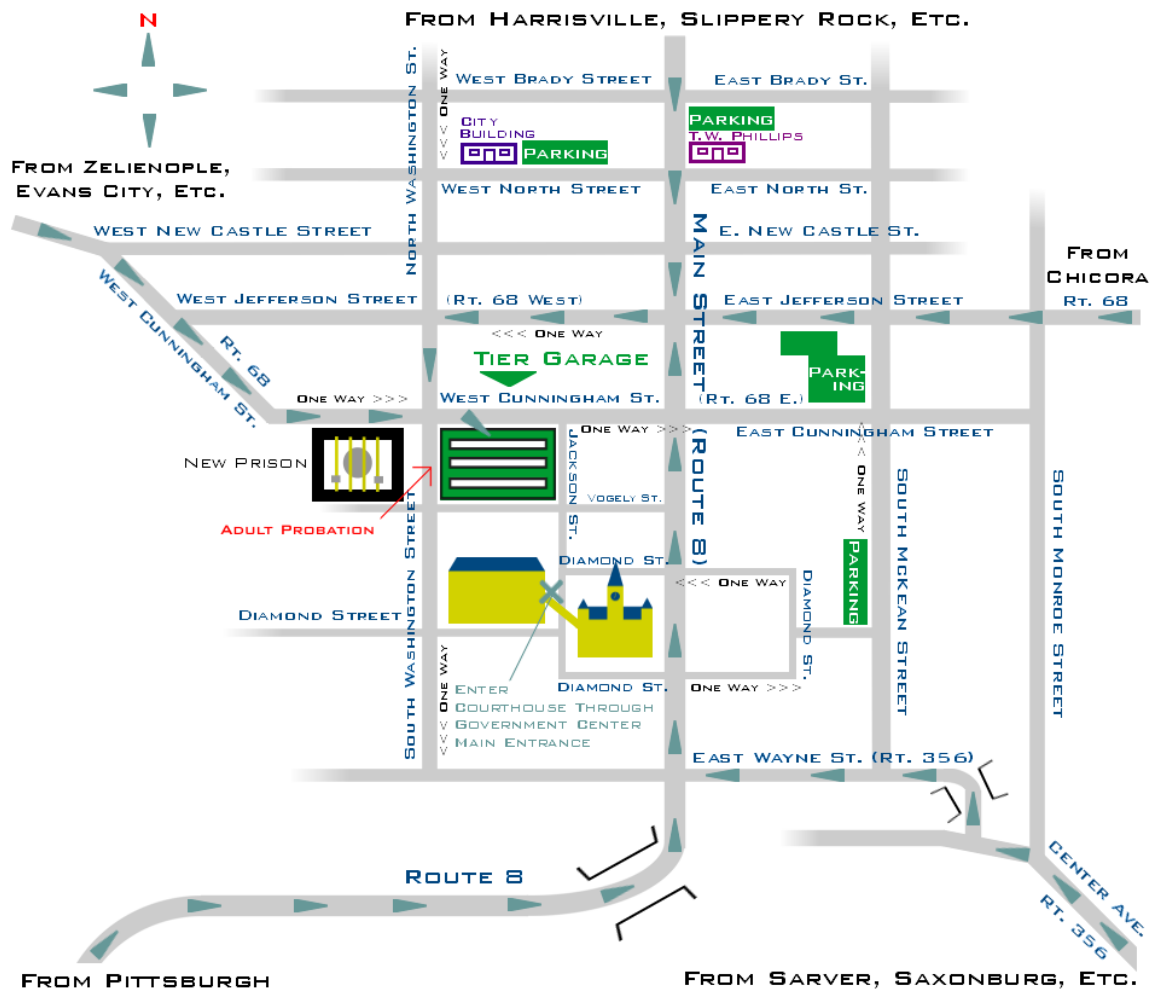 From Harrisville, Slippery Rock, Etc.
N
North Washington St.
One Way
<<<
West Brady Street
East Brady St.
City
Building
Parking
Parking
T.W. Phillips
From Zelienople,
Evans City, Etc.
West North Street
East North St.
West New Castle Street
E. New Castle St.
Main Street (Route 8)
From
Chicora
Rt. 68
West Jefferson Street
(Rt. 68 West)
East Jefferson Street
<<< One Way
West Cunningham St.
Rt. 68
Tier Garage
Park-
ing
One Way >>>
West Cunningham St.
(Rt. 68 E.)
One Way >>>
East Cunningham Street
New Prison
Jackson St.
Vogely St.
<<< One Way
South McKean Street
South Monroe Street
Adult Probation
South Washington Street
Diamond St.
<<< One Way
Parking
Diamond Street
Diamond St.
<<< One Way
Enter
Courthouse Through
Government Center
Main Entrance
Diamond St.
One Way >>>
East Wayne St. (Rt. 356)
Route 8
Center Ave.
Rt. 356
From Pittsburgh
From Sarver, Saxonburg, Etc.